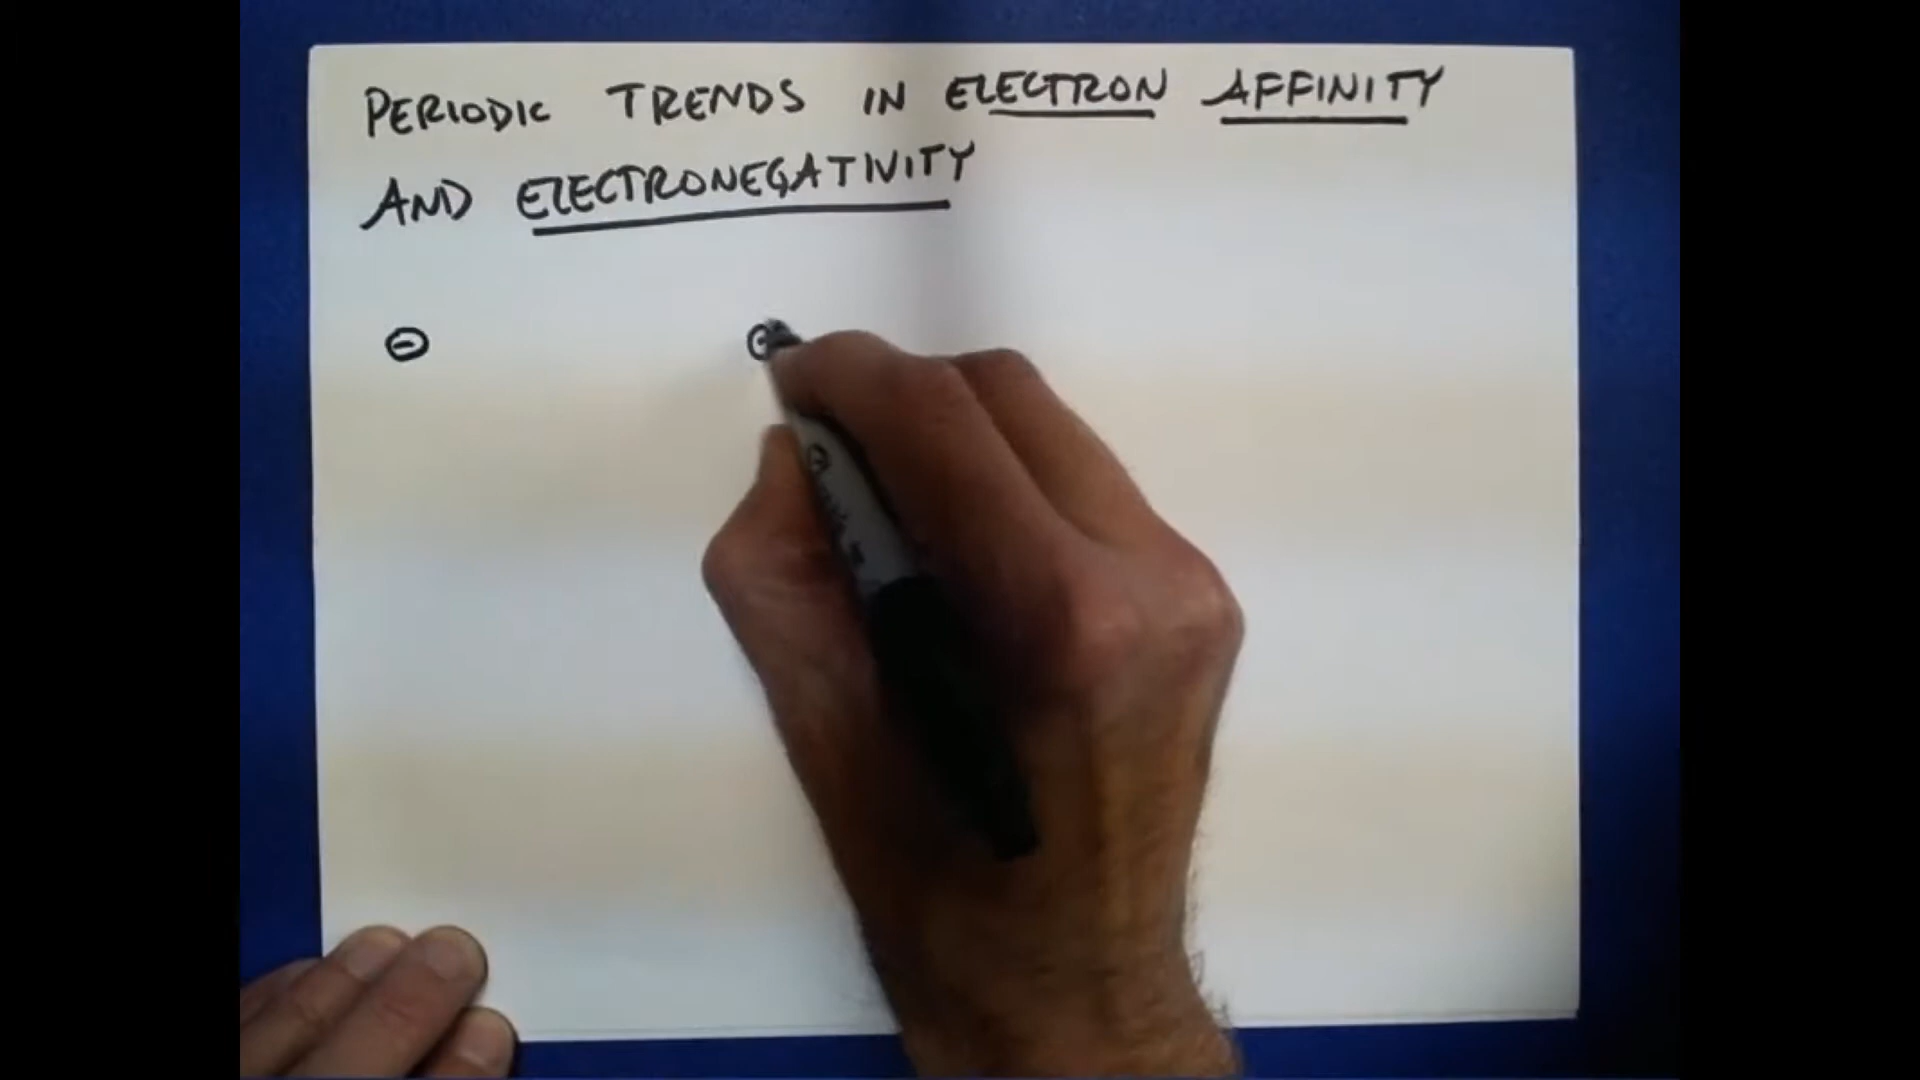 PERIODIC TRENDS IN ELECTRON AFFINITY
AND ELECTRONEGATIVITY
⊖